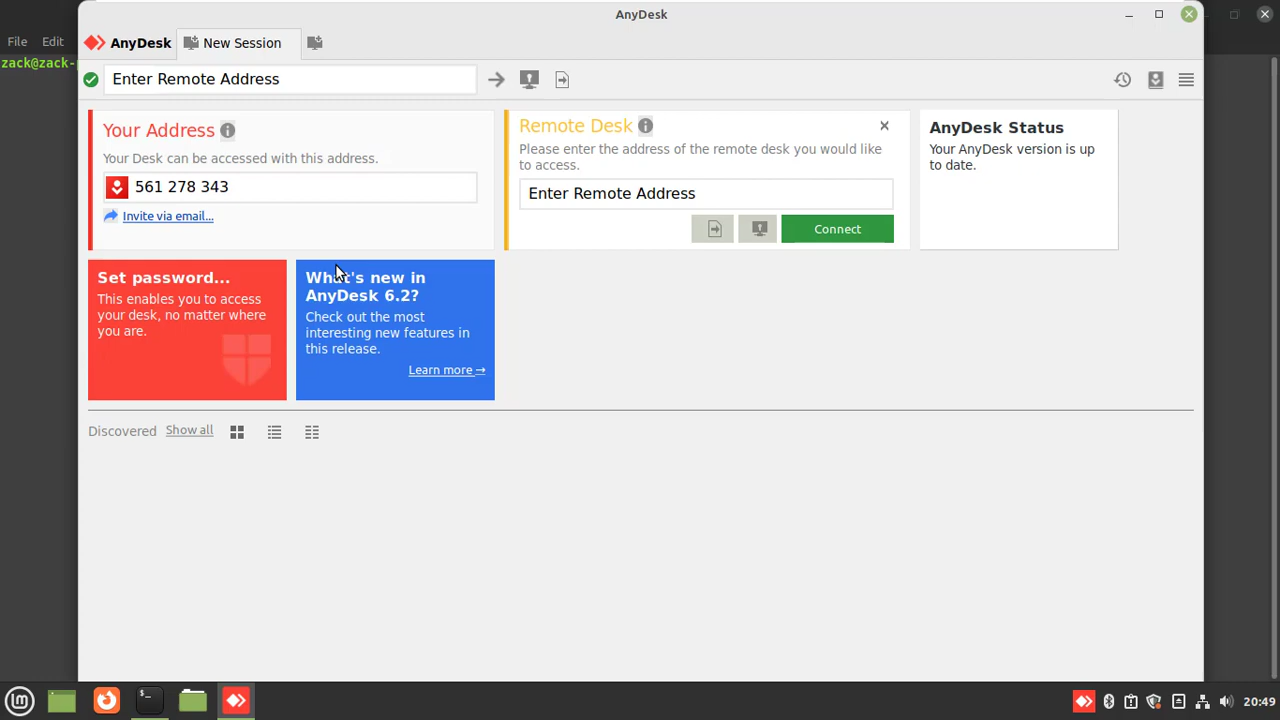 AnyDesk
File Edit
AnyDesk New Session
zack@zack-
Enter Remote Address
Your Address
Your Desk can be accessed with this address.
561 278 343
Invite via email...
Remote Desk
Please enter the address of the remote desk you would like
to access.
Enter Remote Address
Connect
AnyDesk Status
Your AnyDesk version is up
to date.
Set password...
This enables you to access
your desk, no matter where
you are.
What's new in
AnyDesk 6.2?
Check out the most
interesting new features in
this release.
Learn more →
Discovered Show all
20:49